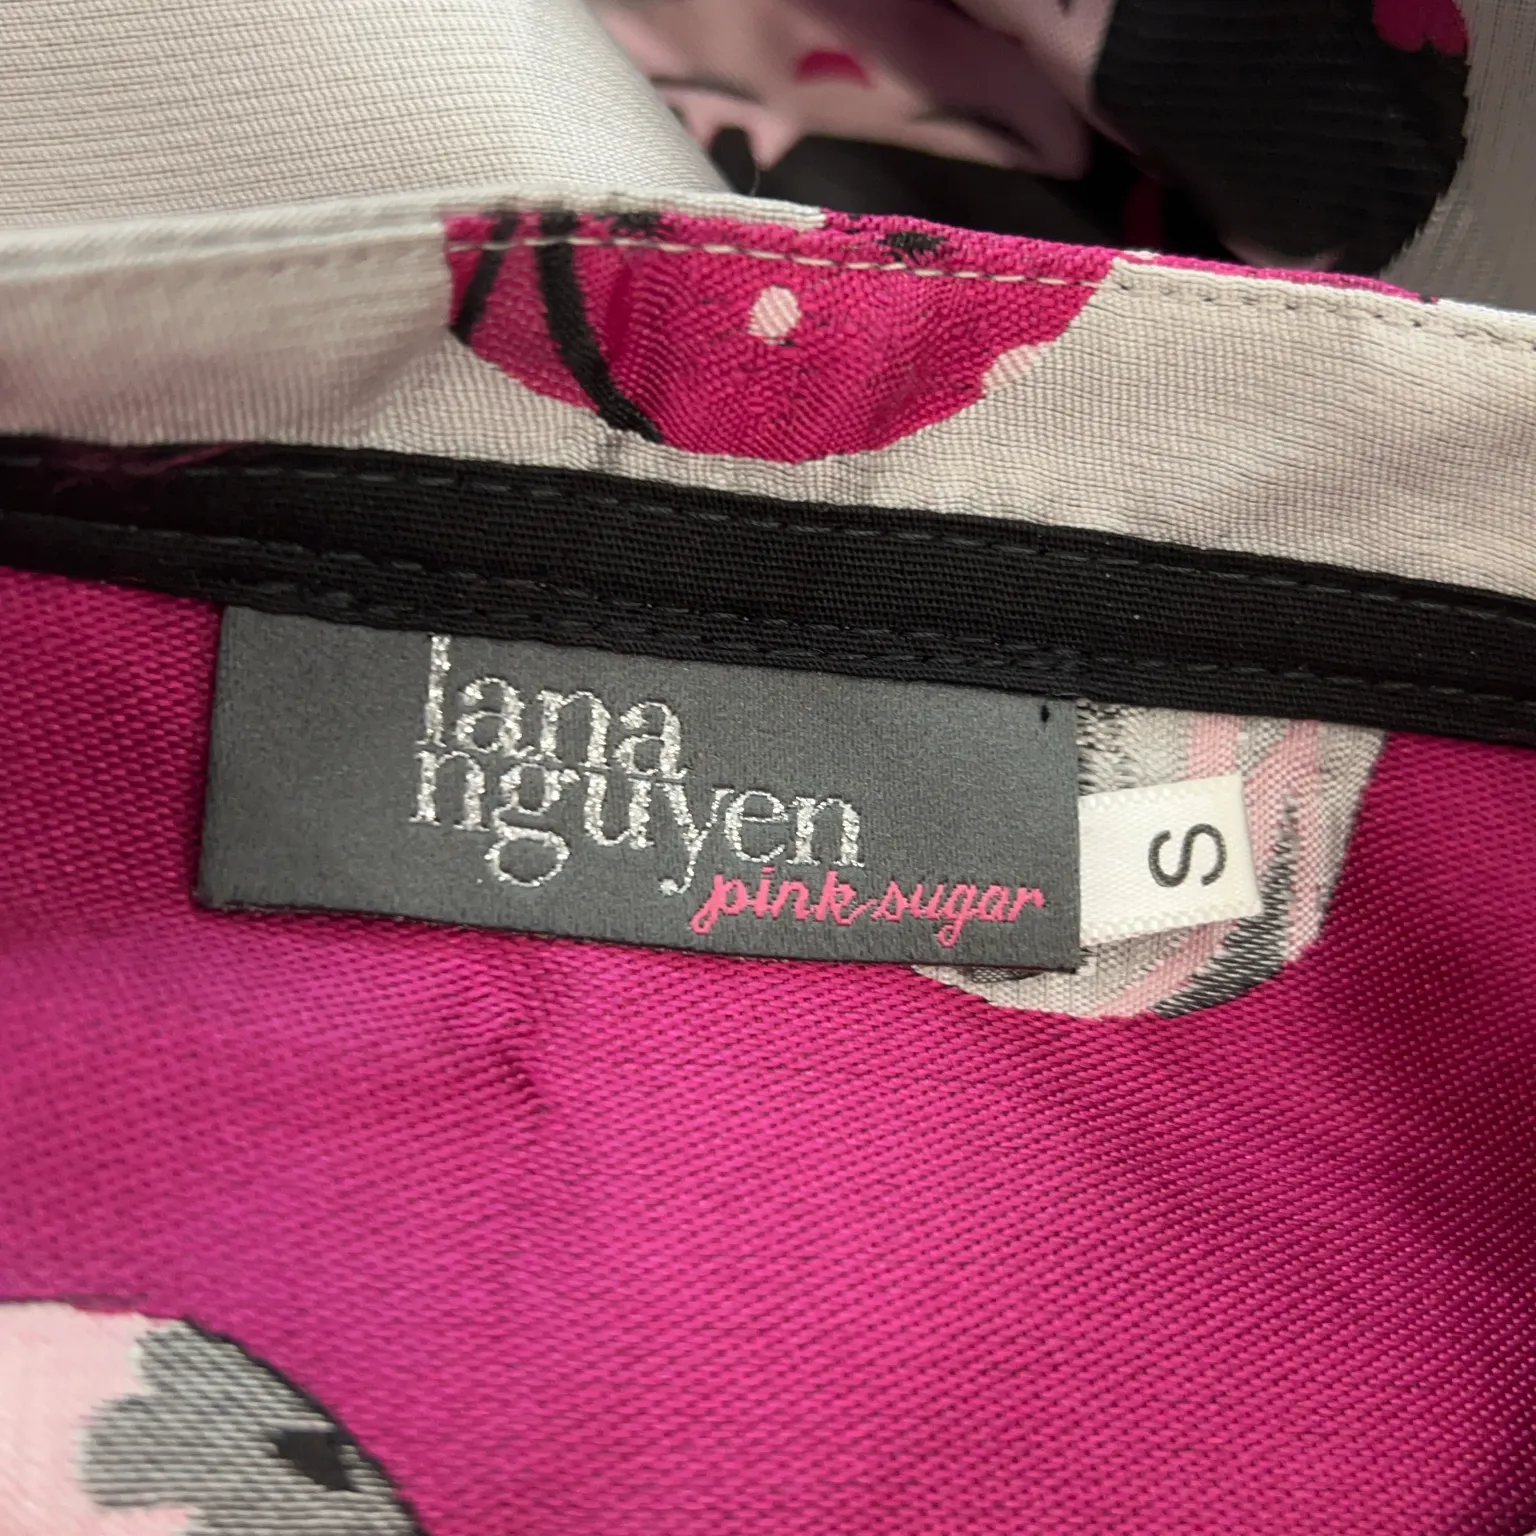 lana
nguyen
pink sugar
S